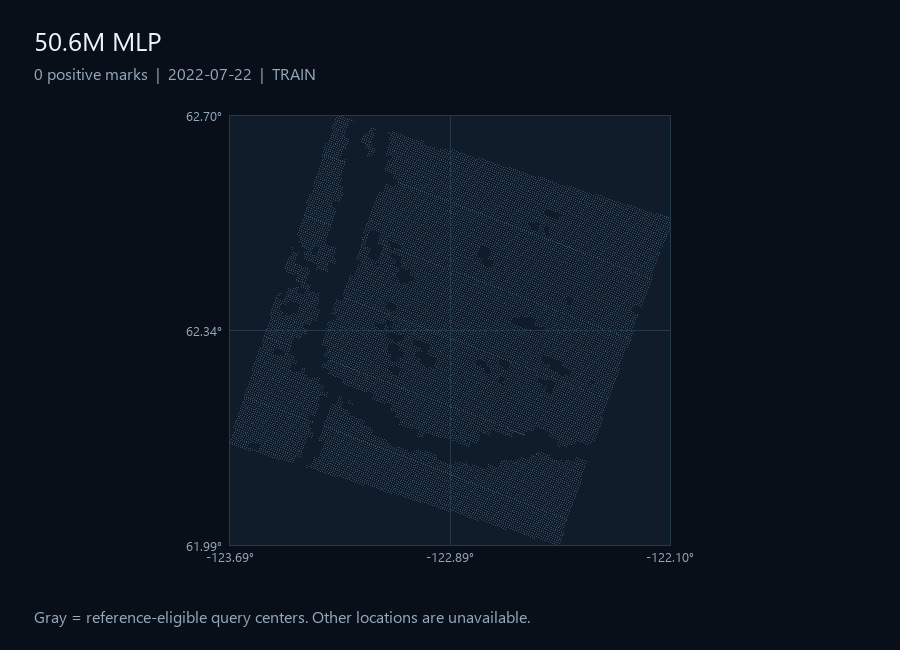 50.6M MLP
0 positive marks | 2022-07-22 | TRAIN
62.70°
62.34°
61.99°
-123.69°
-122.89°
-122.10°
Gray = reference-eligible query centers. Other locations are unavailable.